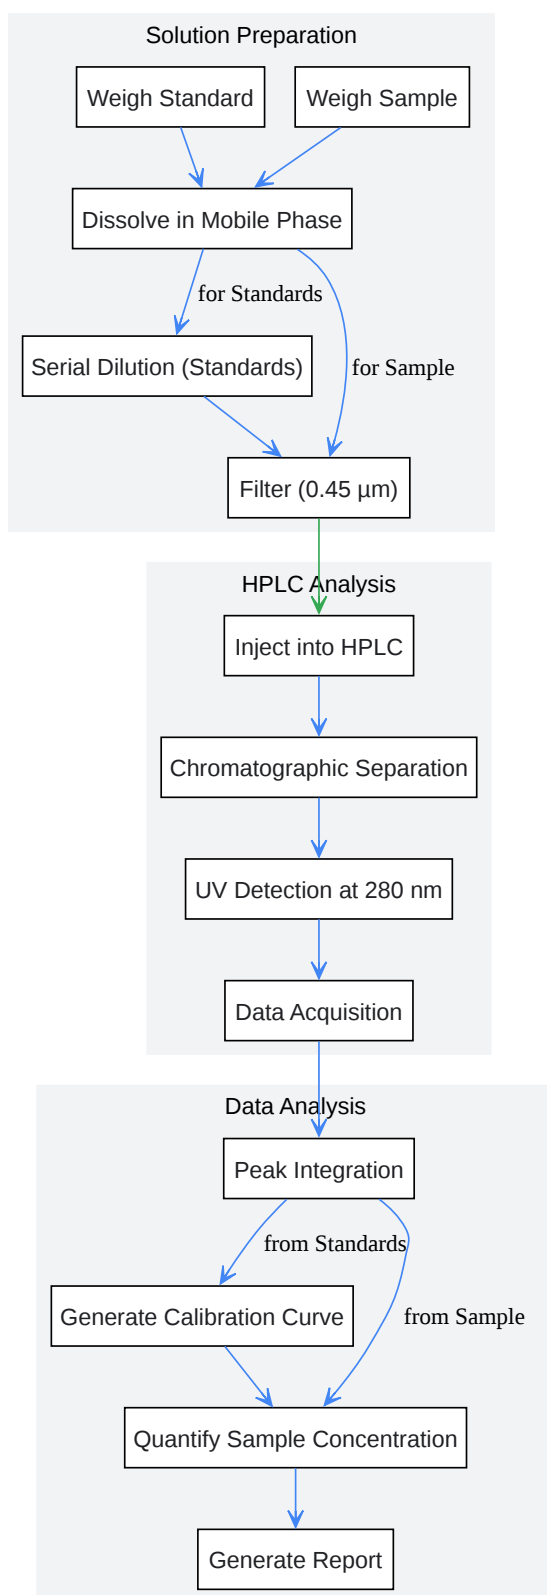 Solution Preparation
Weigh Standard
Weigh Sample
Dissolve in Mobile Phase
for Standards
Serial Dilution (Standards)
for Sample
Filter (0.45 µm)
HPLC Analysis
Inject into HPLC
Chromatographic Separation
UV Detection at 280 nm
Data Acquisition
Data Analysis
Peak Integration
from Standards
Generate Calibration Curve
from Sample
Quantify Sample Concentration
Generate Report